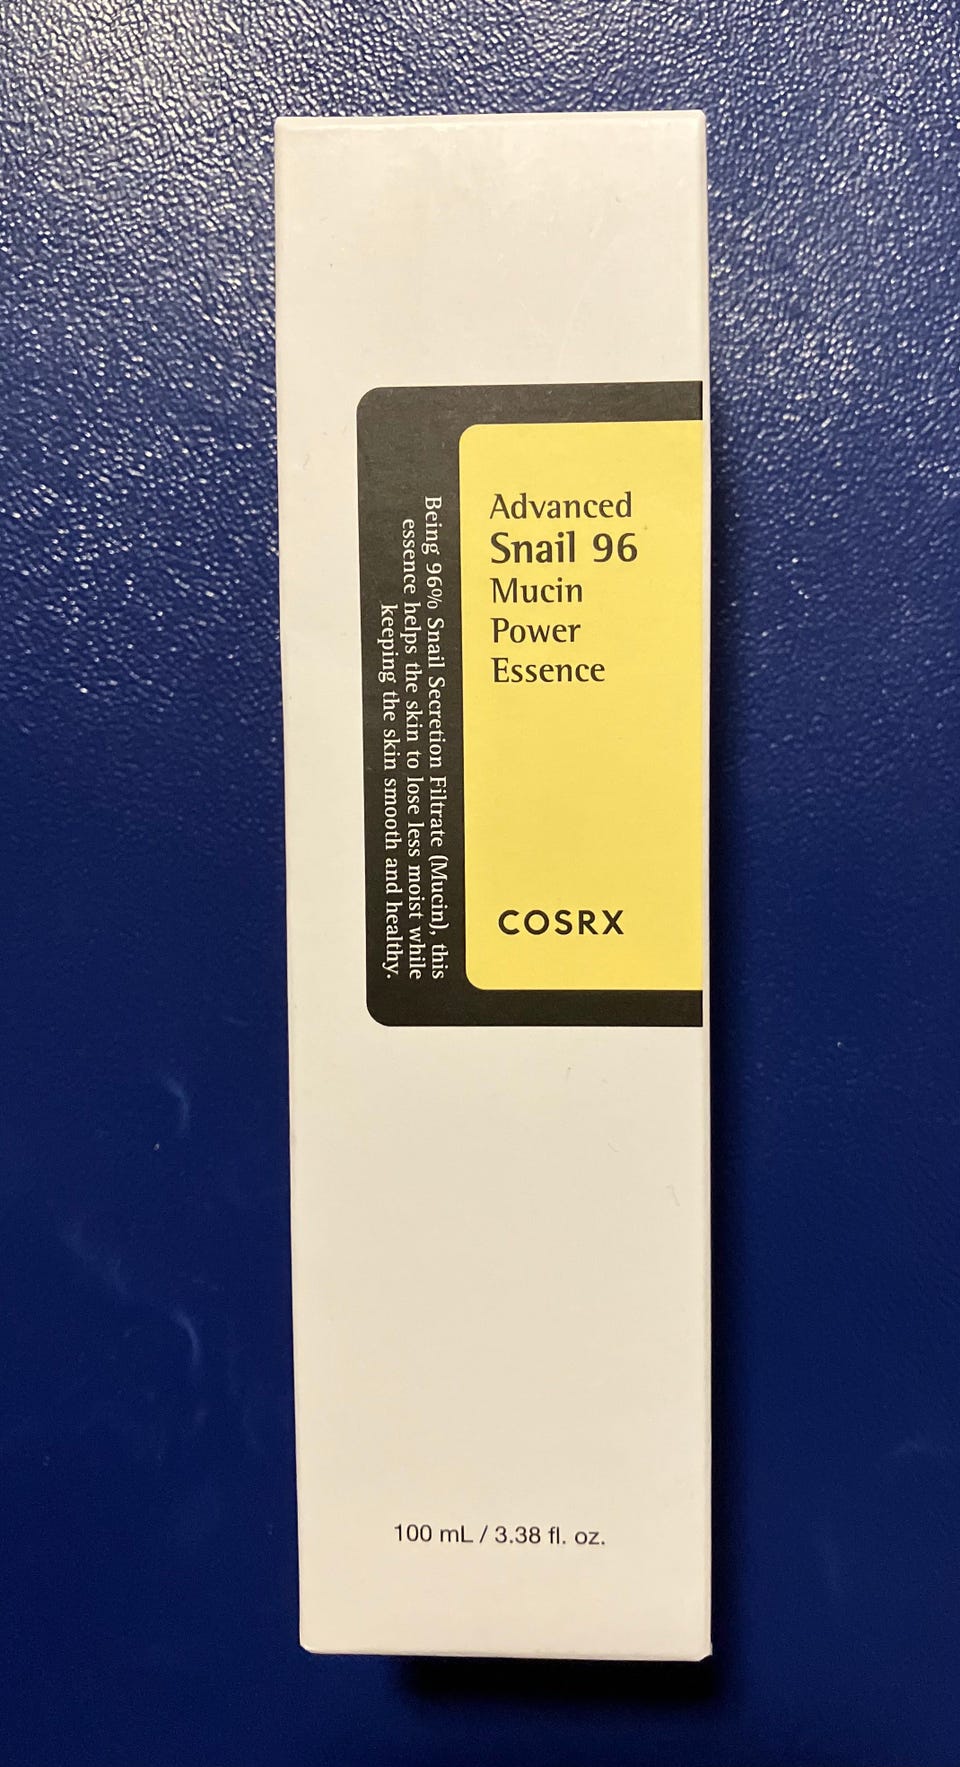 Advanced
Snail 96
Mucin
Power
Essence
COSRX
Being 96% Snail Secretion Filtrate (Mucin), this
essence helps the skin to lose less moist while
keeping the skin smooth and healthy.
100 mL / 3.38 fl. oz.